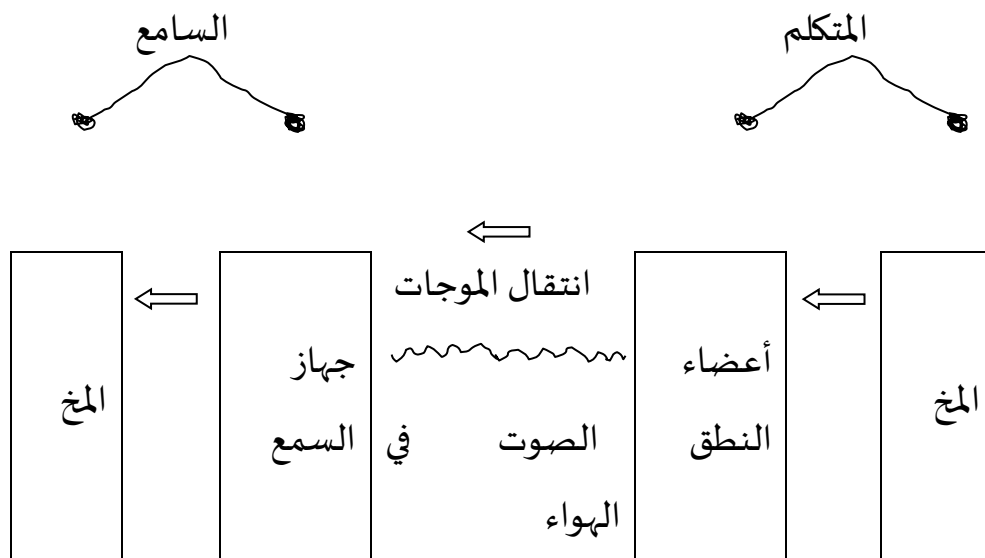 المتكلم
السامع
المخ
أعضاء
النطق
انتقال الموجات
الصوت في
الهواء
جهاز
السمع
المخ